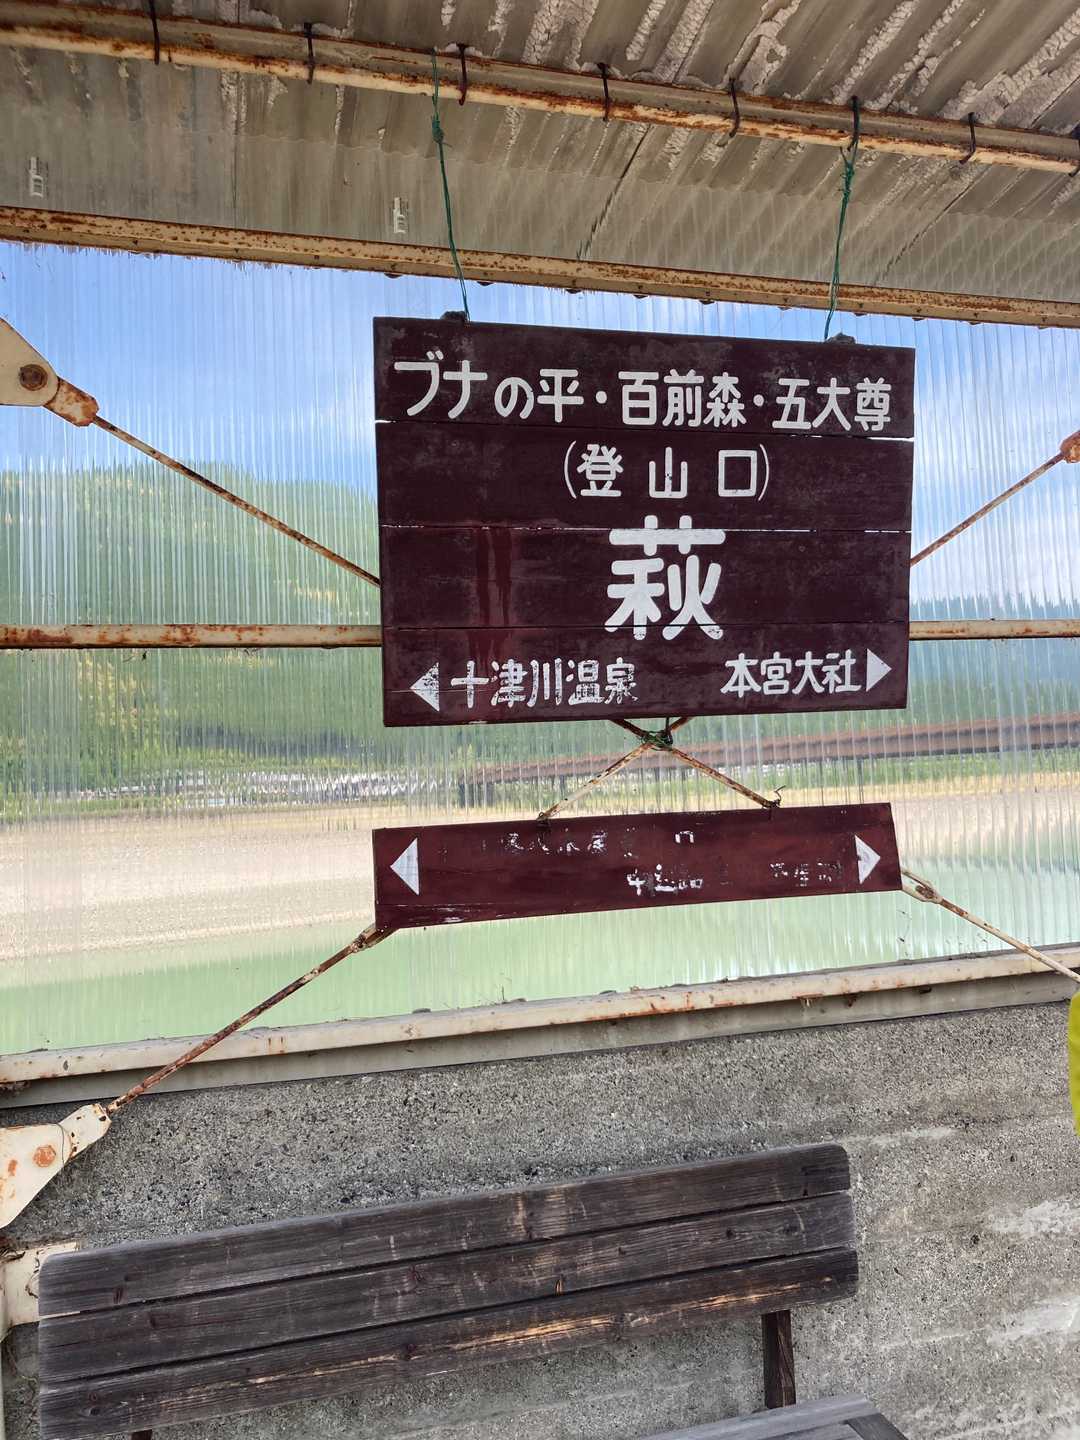 ブナの平・百前森・五大尊
(登山口)
萩
◀十津川温泉 本宮大社▶